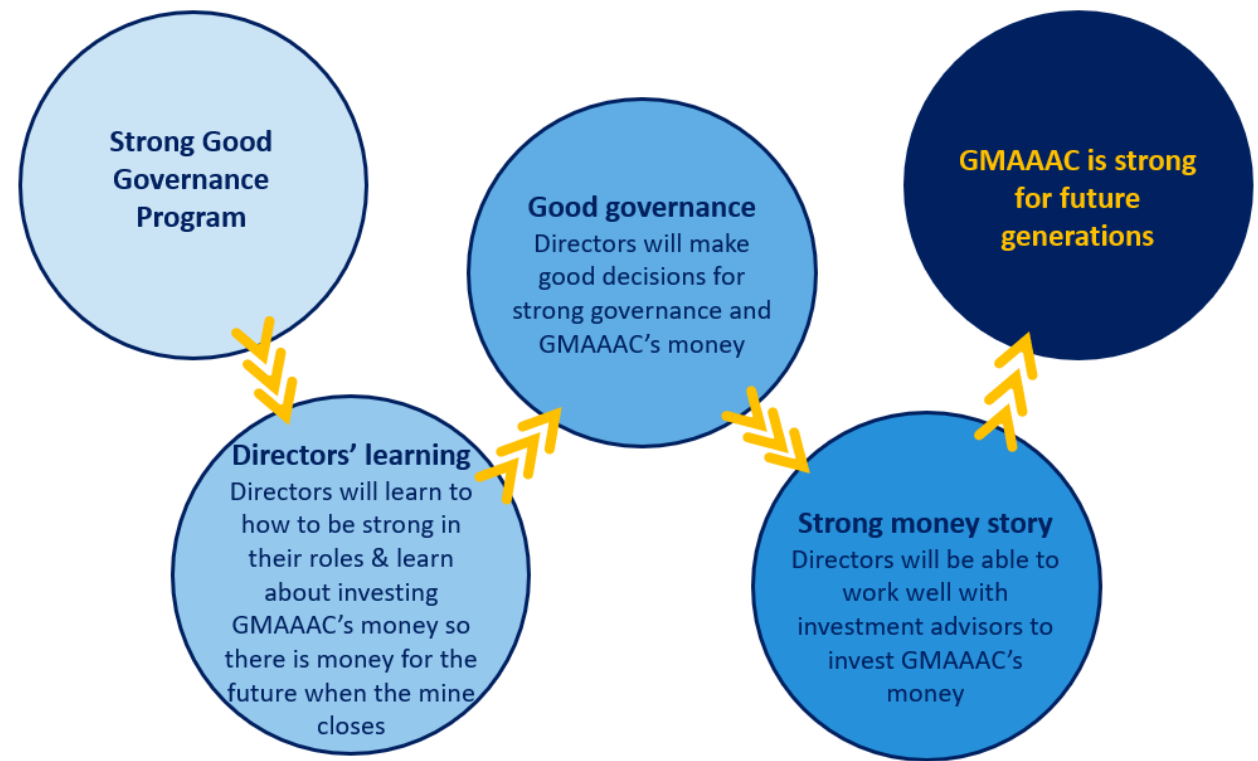 Strong Good
Governance
Program
Directors' learning
Directors will learn to
how to be strong in
their roles & learn
about investing
GMAAAC's money so
there is money for the
future when the mine
closes
Good governance
Directors will make
good decisions for
strong governance and
GMAAAC's money
Strong money story
Directors will be able to
work well with
investment advisors to
invest GMAAAC's
money
GMAAAC is strong
for future
generations